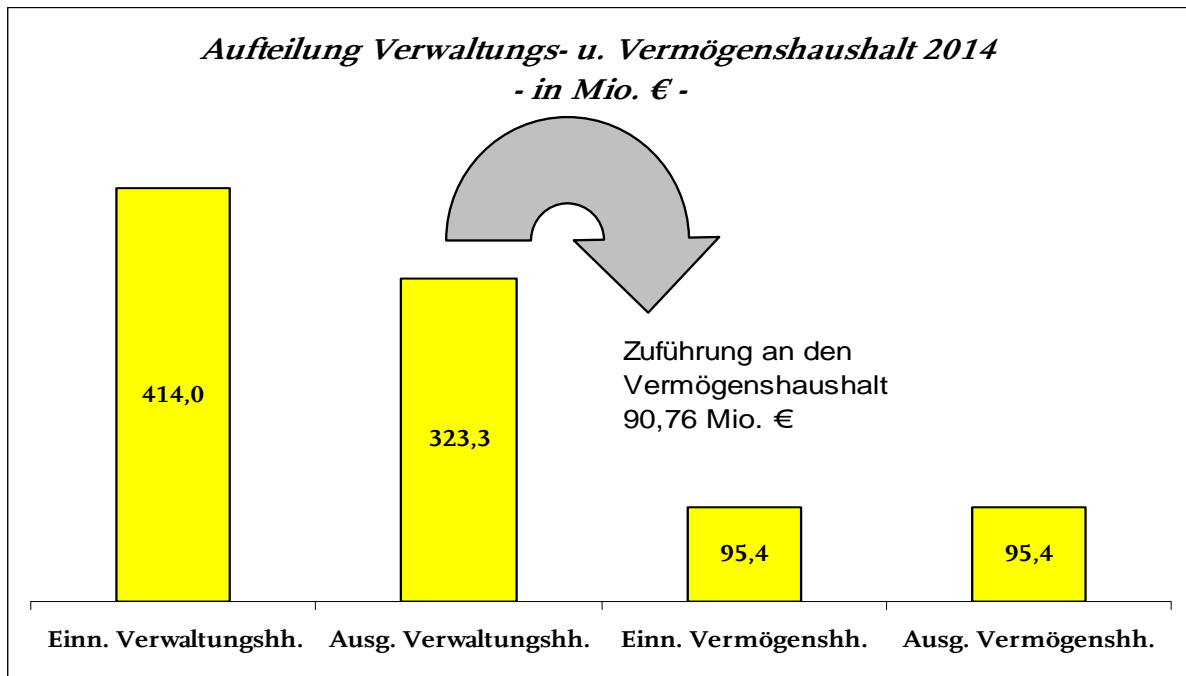 Aufteilung Verwaltungs- u. Vermögenshaushalt 2014
- in Mio. € -
414,0
323,3
Zuführung an den
Vermögenshaushalt
90,76 Mio. €
95,4
95,4
Einn. Verwaltungshh.
Ausg. Verwaltungshh.
Einn. Vermögenshh.
Ausg. Vermögenshh.